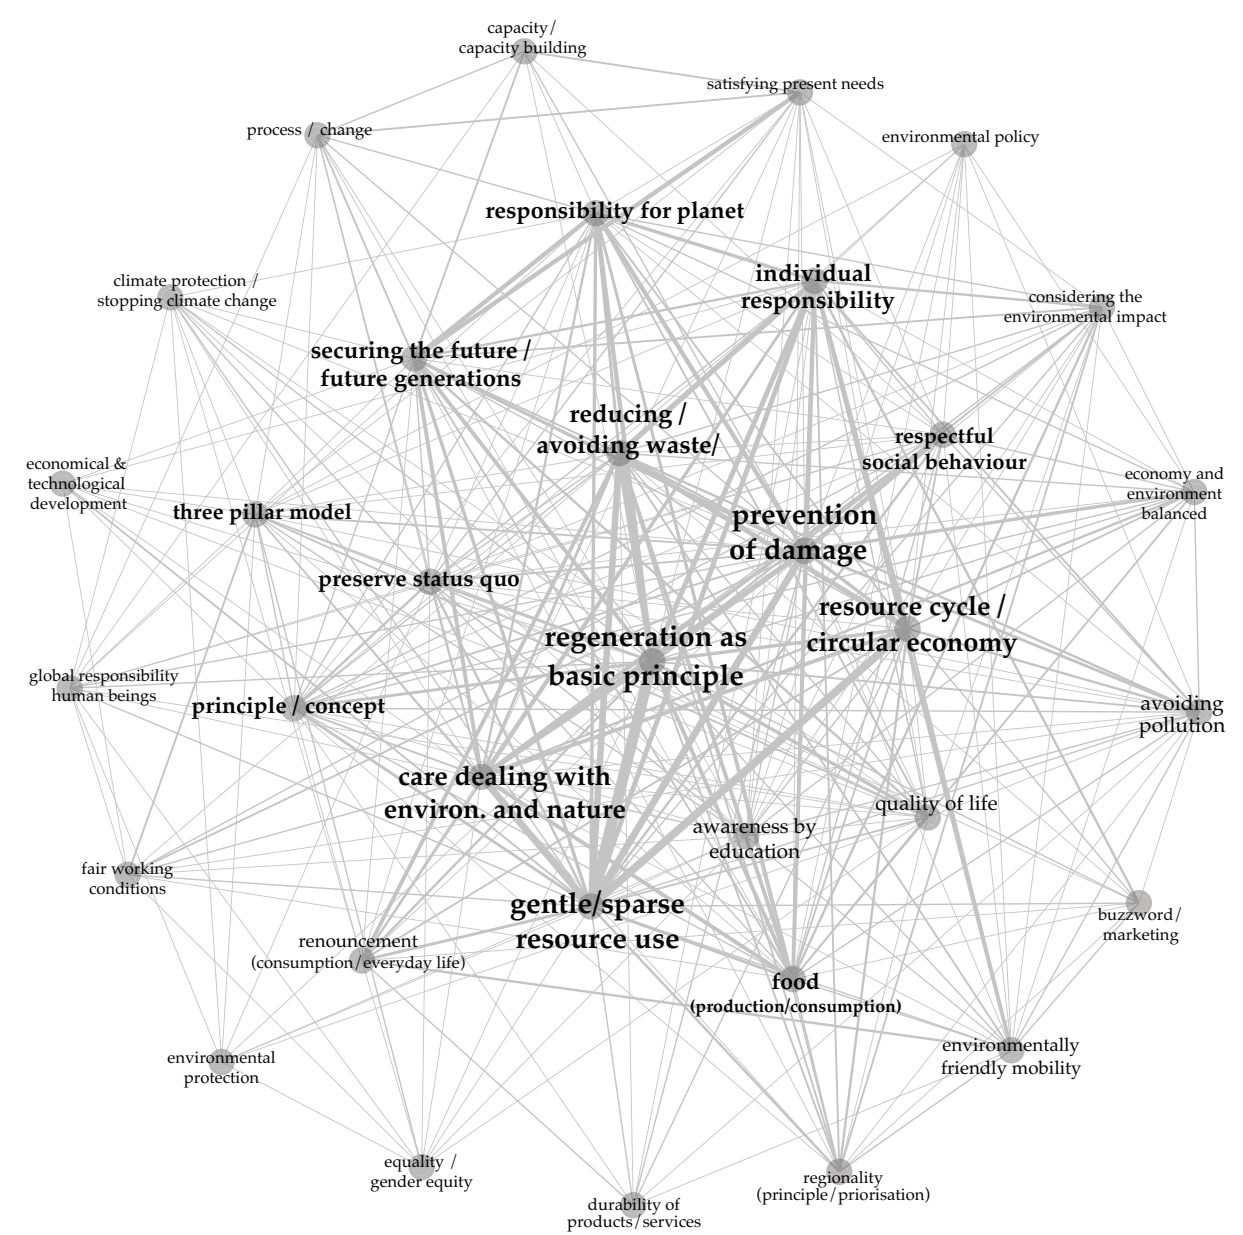 capacity/
capacity building
satisfying present needs
process / change
environmental policy
responsibility for planet
individual
responsibility
climate protection /
stopping climate change
considering the
environmental impact
securing the future /
future generations
reducing /
avoiding waste/
respectful
social behaviour
economical &
technological
development
economy and
environment
balanced
three pillar model
prevention
of damage
preserve status quo
resource cycle /
circular economy
regeneration as
basic principle
global responsibility
human beings
principle / concept
avoiding
pollution
care dealing with
environ. and nature
quality of life
awareness by
education
fair working
conditions
gentle/sparse
resource use
buzzword/
marketing
renouncement
(consumption/everyday life)
food
(production/consumption)
environmental
protection
environmentally
friendly mobility
equality /
gender equity
regionality
(principle/priorisation)
durability of
products/services